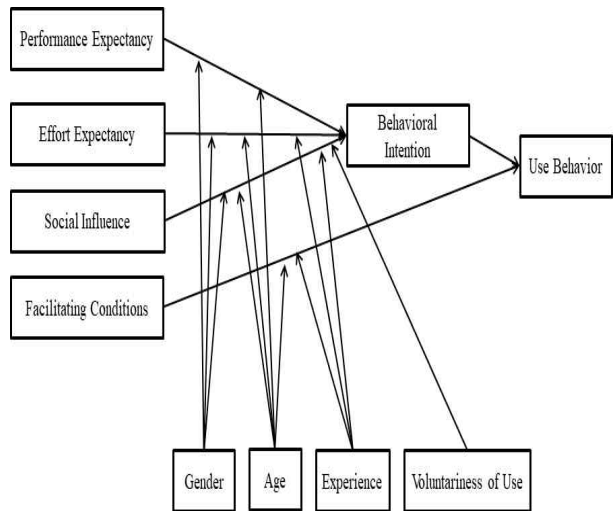 Performance Expectancy
Effort Expectancy
Behavioral
Intention
Use Behavior
Social Influence
Facilitating Conditions
Gender
Age
Experience
Voluntariness of Use